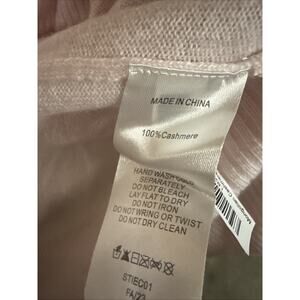 MADE IN CHINA
100%Cashmere
HAND WASH COLD
SEPARATELY
DO NOT BLEACH
LAY FLAT TO DRY
DO NOT IRON
DO NOT WRING OR TWIST
DO NOT DRY CLEAN
STIEC01
FA/23